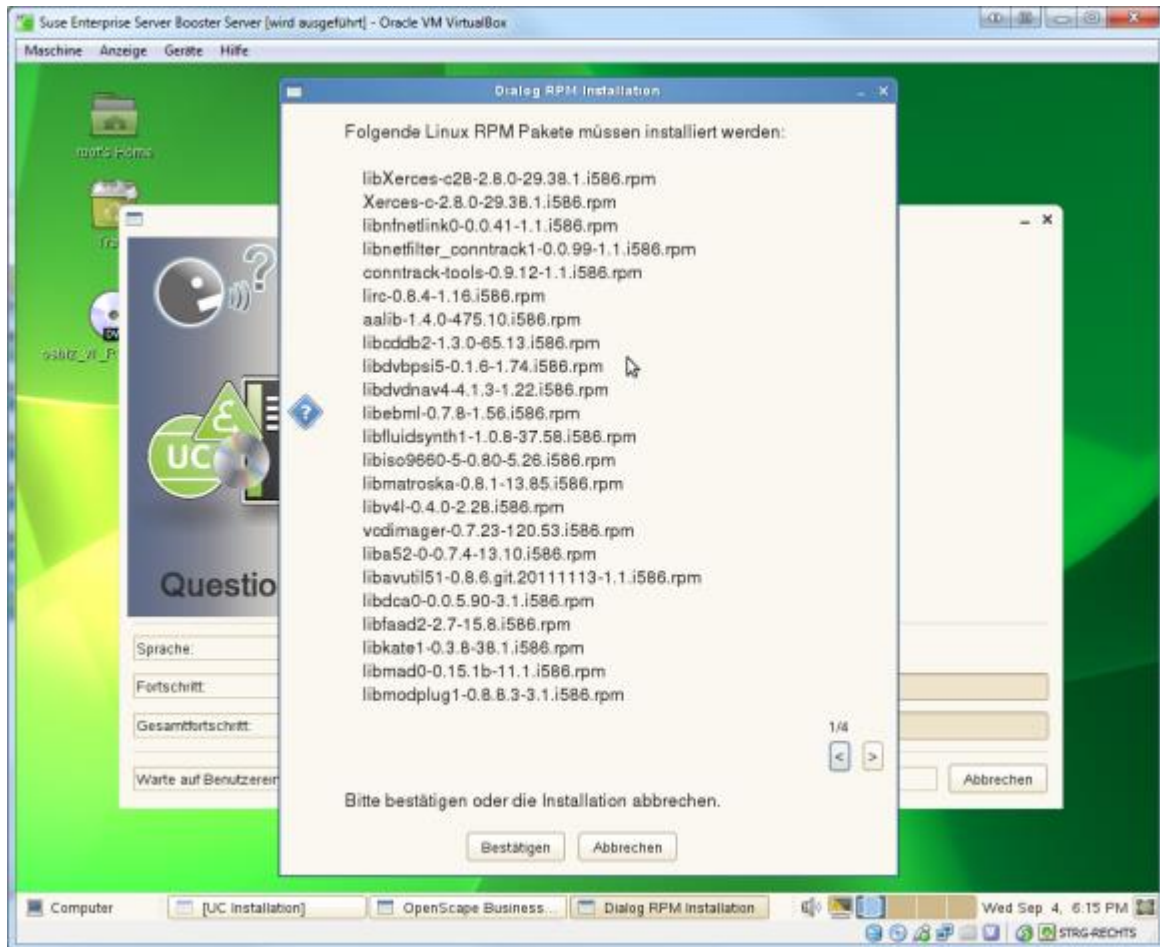 Suse Enterprise Server Booster Server [wird ausgeführt] - Oracle VM VirtualBox
Maschine Anzeige Geräte Hilfe
root's Home
Dialog RPM Installation
Folgende Linux RPM Pakete müssen installiert werden:
libXerces-c28-2.8.0-29.38.1.i586.rpm
Xerces-c-2.8.0-29.38.1.i586.rpm
libnfnetlink0-0.0.41-1.1.i586.rpm
libnetfilter_conntrack1-0.0.99-1.1.i586.rpm
conntrack-tools-0.9.12-1.1.i586.rpm
lirc-0.8.4-1.16.i586.rpm
aalib-1.4.0-475.10.i586.rpm
libcddb2-1.3.0-65.13.i586.rpm
libdvbpsi5-0.1.6-1.74.i586.rpm
libdvdnav4-4.1.3-1.22.i586.rpm
libebml-0.7.8-1.56.i586.rpm
libfluidsynth1-1.0.8-37.58.i586.rpm
libiso9660-5-0.80-5.26.i586.rpm
libmatroska-0.8.1-13.85.i586.rpm
libv4l-0.4.0-2.28.i586.rpm
vcdimager-0.7.23-120.53.i586.rpm
liba52-0-0.7.4-13.10.i586.rpm
libavutil51-0.8.6.git.20111113-1.1.i586.rpm
libdca0-0.0.5.90-3.1.i586.rpm
libfaad2-2.7-15.8.i586.rpm
libkate1-0.3.8-38.1.i586.rpm
libmad0-0.15.1b-11.1.i586.rpm
libmodplug1-0.8.8.3-3.1.i586.rpm
1/4
< >
Bitte bestätigen oder die Installation abbrechen.
Bestätigen Abbrechen
UC
Questio
Sprache:
Fortschritt:
Gesamtfortschritt:
Warte auf Benutzerein
Abbrechen
Computer [UC Installation] OpenScape Business... Dialog RPM Installation Wed Sep 4, 6:15 PM
STRG-RECHTS